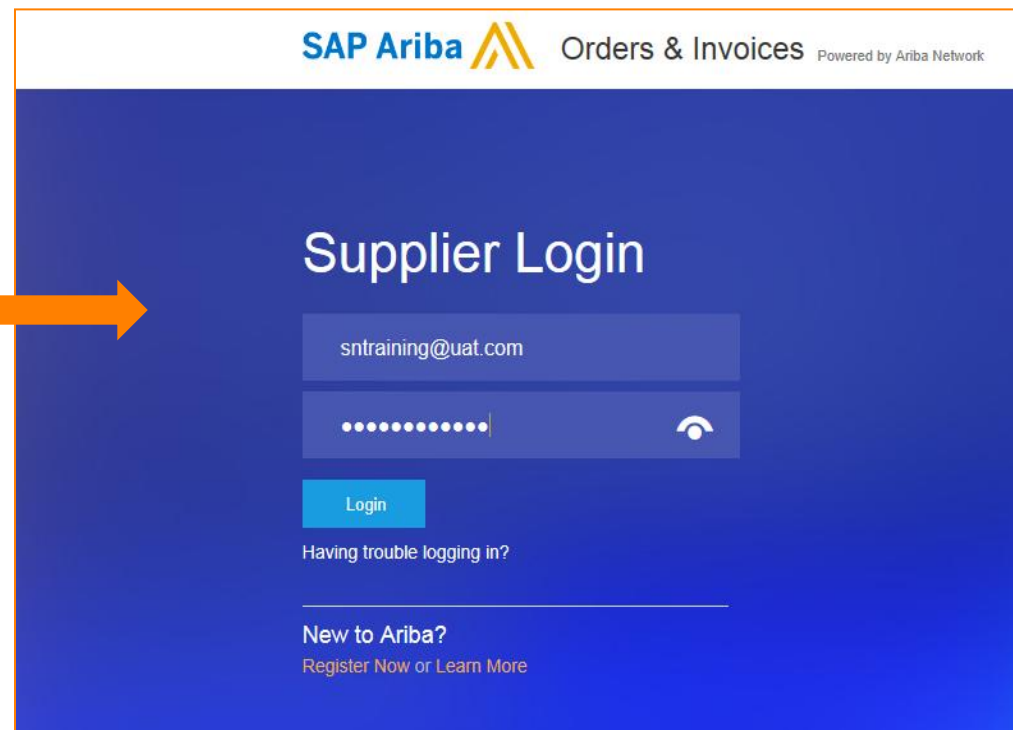 SAP Ariba Orders & Invoices Powered by Ariba Network
Supplier Login
sntraining@uat.com
••••••••••••
Login
Having trouble logging in?
New to Ariba?
Register Now or Learn More